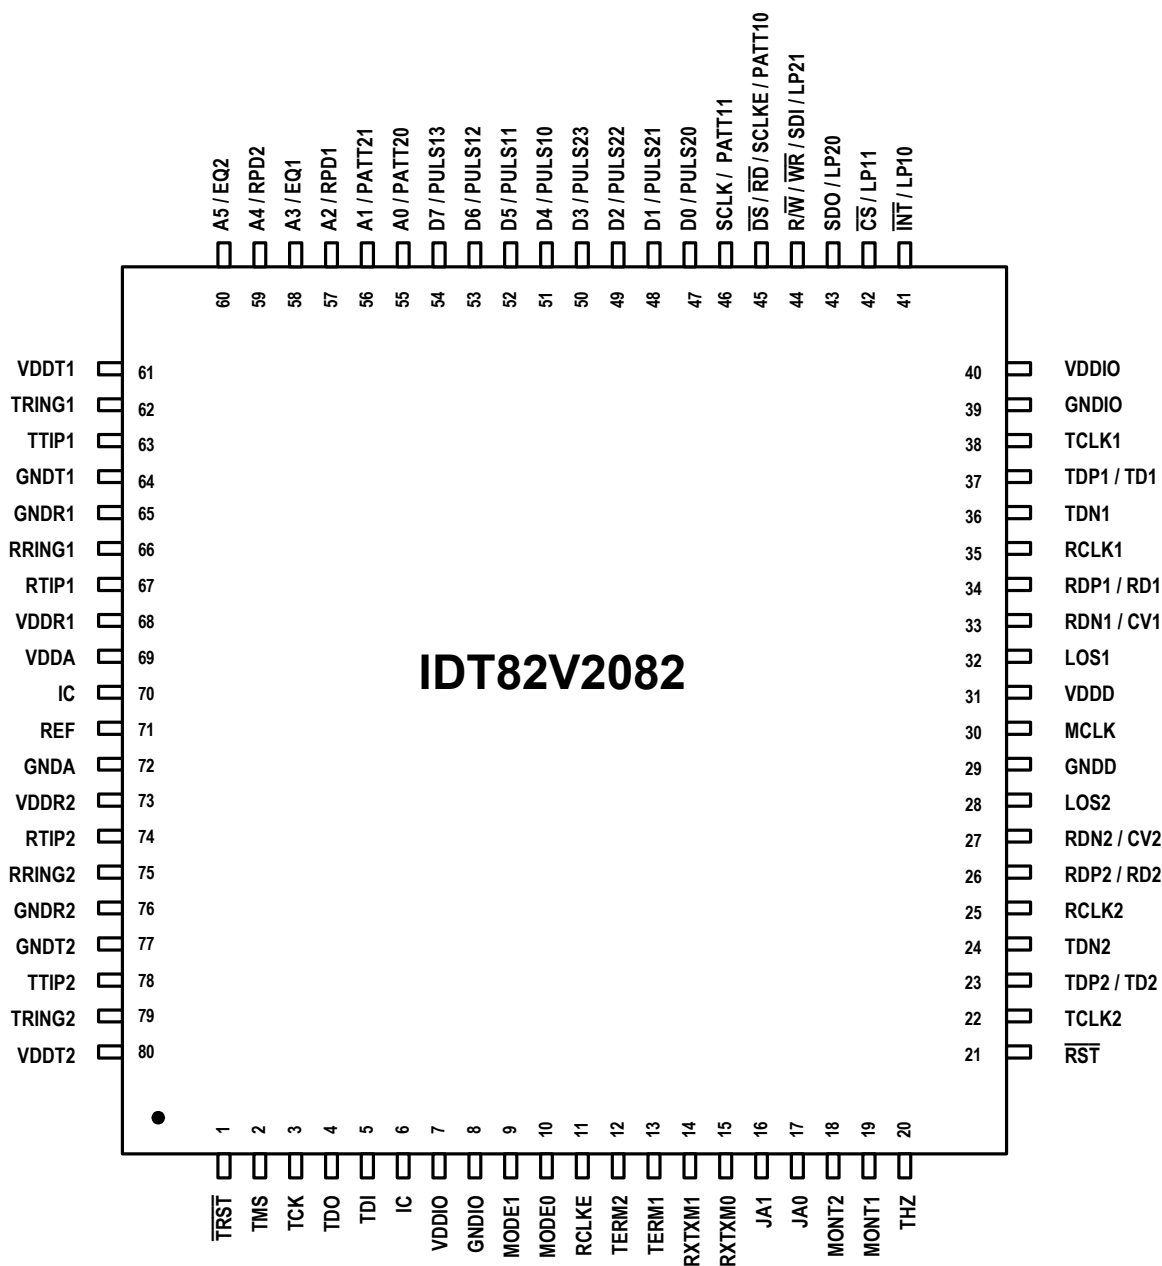 A5 / EQ2
A4 / RPD2
A3 / EQ1
A2 / RPD1
A1 / PATT21
A0 / PATT20
D7 / PULS13
D6 / PULS12
D5 / PULS11
D4 / PULS10
D3 / PULS23
D2 / PULS22
D1 / PULS21
D0 / PULS20
SCLK / PATT11
D̅S̅ / R̅D̅ / SCLKE / PATT10
R/W̅ / W̅R̅ / SDI / LP21
SDO / LP20
C̅S̅ / LP11
I̅N̅T̅ / LP10
60
59
58
57
56
55
54
53
52
51
50
49
48
47
46
45
44
43
42
41
VDDT1 61
TRING1 62
TTIP1 63
GNDT1 64
GNDR1 65
RRING1 66
RTIP1 67
VDDR1 68
VDDA 69
IC 70
REF 71
GNDA 72
VDDR2 73
RTIP2 74
RRING2 75
GNDR2 76
GNDT2 77
TTIP2 78
TRING2 79
VDDT2 80
IDT82V2082
40 VDDIO
39 GNDIO
38 TCLK1
37 TDP1 / TD1
36 TDN1
35 RCLK1
34 RDP1 / RD1
33 RDN1 / CV1
32 LOS1
31 VDDD
30 MCLK
29 GNDD
28 LOS2
27 RDN2 / CV2
26 RDP2 / RD2
25 RCLK2
24 TDN2
23 TDP2 / TD2
22 TCLK2
21 R̅S̅T̅
1
2
3
4
5
6
7
8
9
10
11
12
13
14
15
16
17
18
19
20
T̅R̅S̅T̅
TMS
TCK
TDO
TDI
IC
VDDIO
GNDIO
MODE1
MODE0
RCLKE
TERM2
TERM1
RXTXM1
RXTXM0
JA1
JA0
MONT2
MONT1
THZ